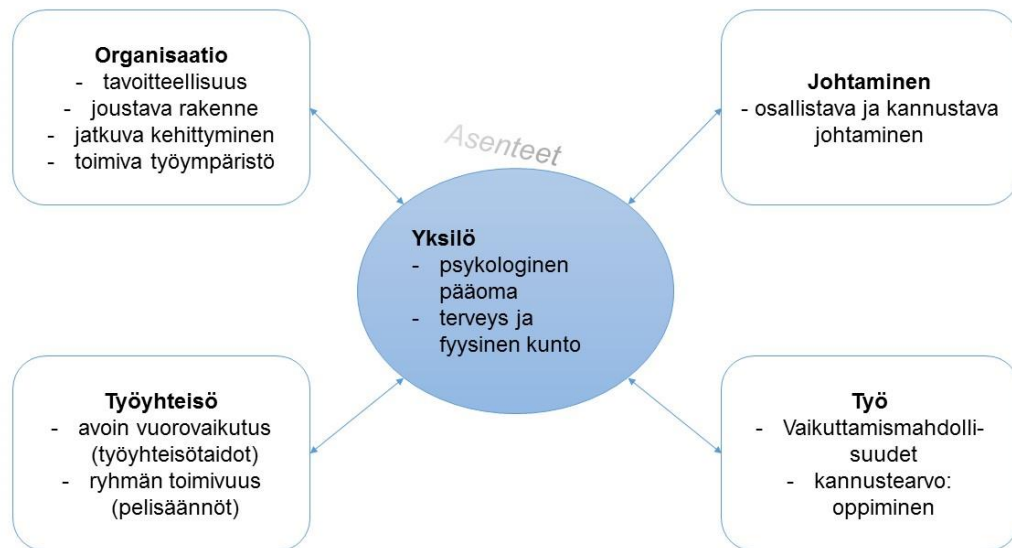 Organisaatio
- tavoitteellisuus
- joustava rakenne
- jatkuva kehittyminen
- toimiva työympäristö
Johtaminen
- osallistava ja kannustava
johtaminen
Asenteet
Yksilö
- psykologinen
pääoma
- terveys ja
fyysinen kunto
Työyhteisö
- avoin vuorovaikutus
(työyhteisötaidot)
- ryhmän toimivuus
(pelisäännöt)
Työ
- Vaikuttamismahdolli-
suudet
- kannustearvo:
oppiminen